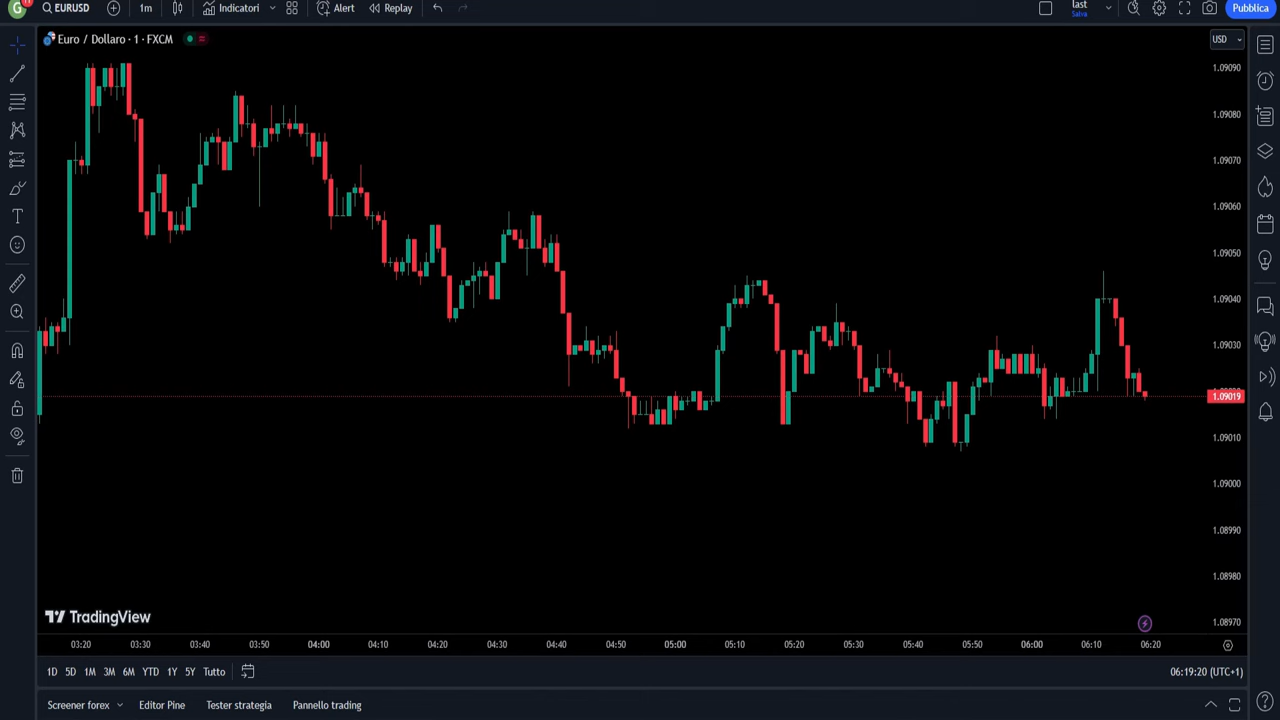 G 11 EURUSD 1m Indicatori Alert Replay last Pubblica
Salva
Euro / Dollaro · 1 · FXCM USD
1.09090
1.09080
1.09070
1.09060
1.09050
1.09040
1.09030
1.09019
1.09010
1.09000
1.08990
1.08980
1.08970
TradingView
03:20 03:30 03:40 03:50 04:00 04:10 04:20 04:30 04:40 04:50 05:00 05:10 05:20 05:30 05:40 05:50 06:00 06:10 06:20
1D 5D 1M 3M 6M YTD 1Y 5Y Tutto 06:19:20 (UTC+1)
Screener forex Editor Pine Tester strategia Pannello trading